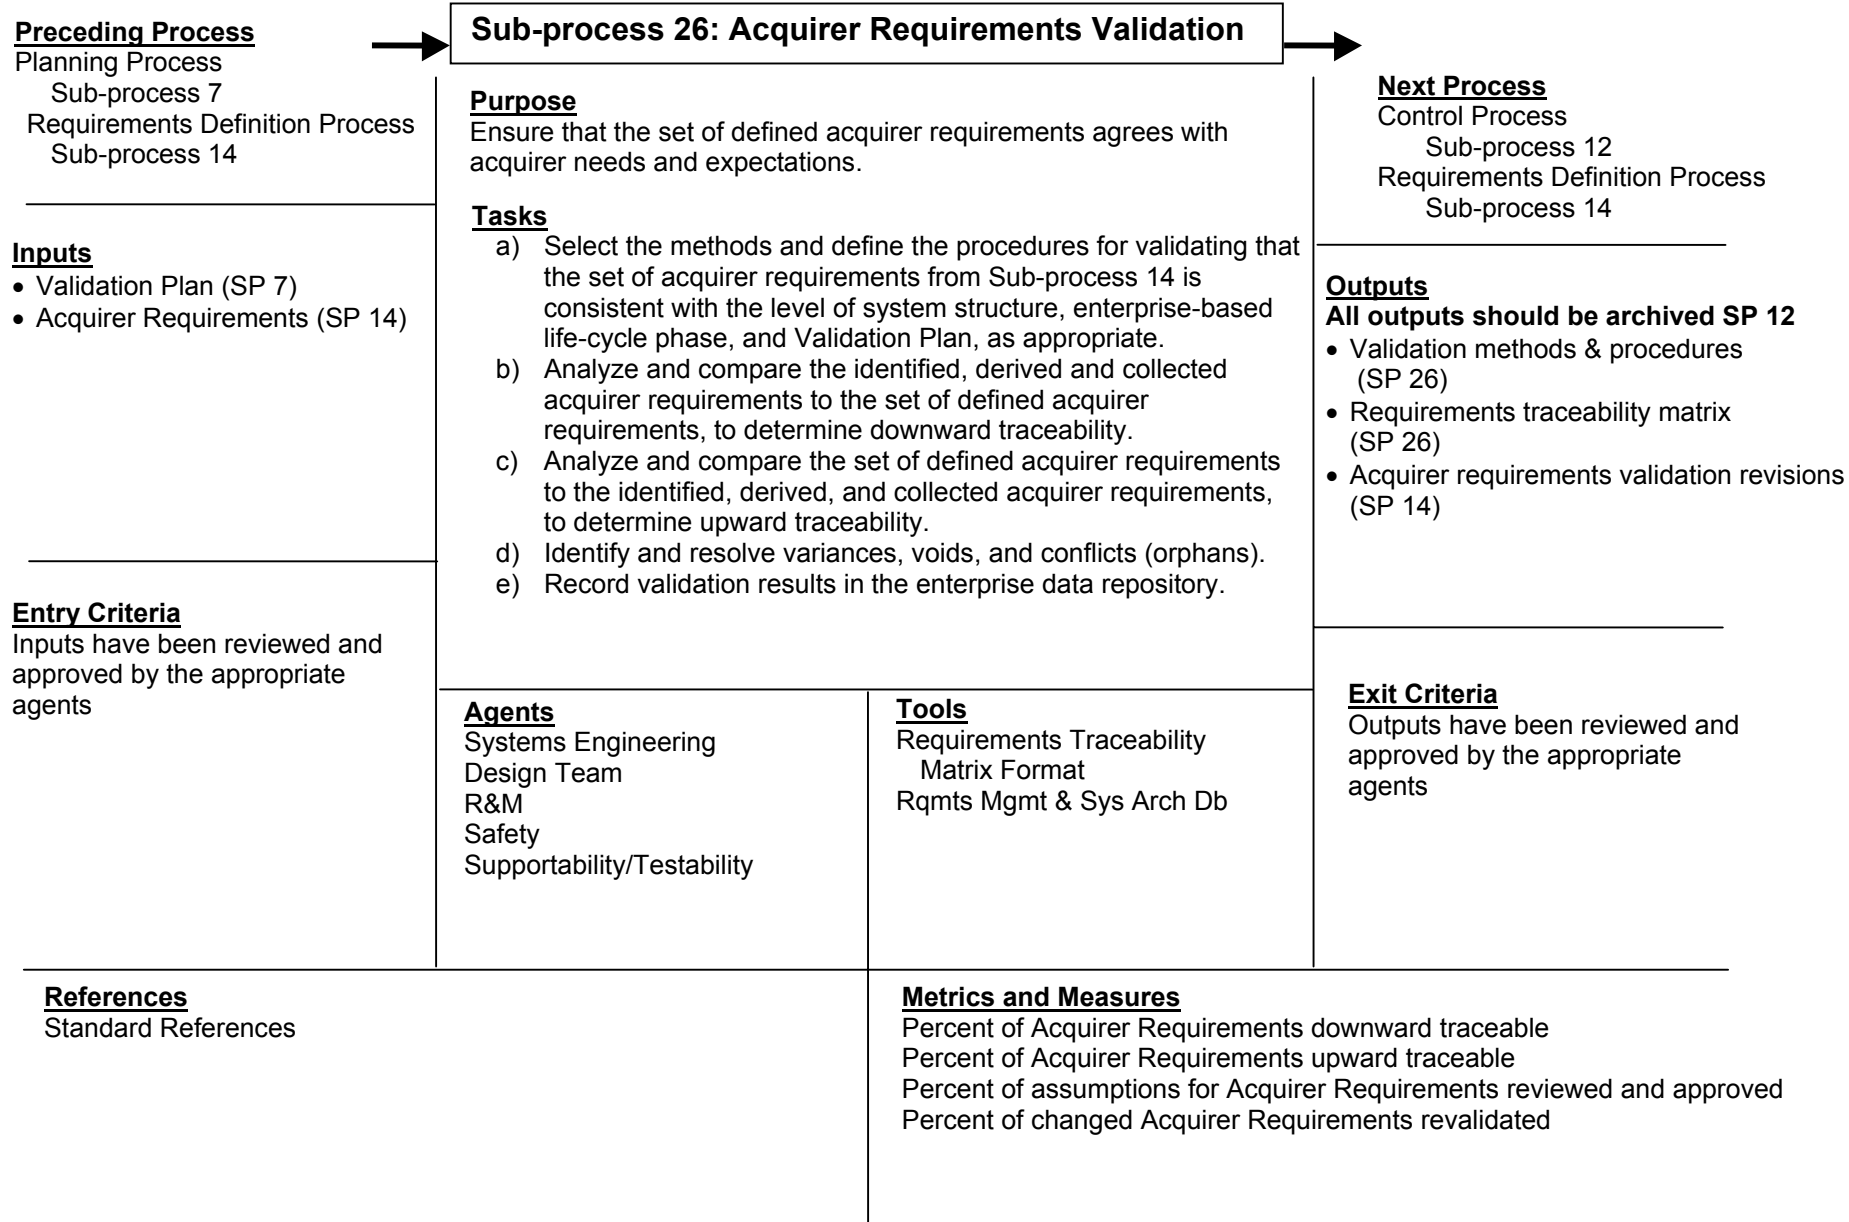 Sub-process 26: Acquirer Requirements Validation
Preceding Process
Planning Process
Sub-process 7
Requirements Definition Process
Sub-process 14
Inputs
• Validation Plan (SP 7)
• Acquirer Requirements (SP 14)
Entry Criteria
Inputs have been reviewed and
approved by the appropriate
agents
Purpose
Ensure that the set of defined acquirer requirements agrees with
acquirer needs and expectations.
Tasks
a) Select the methods and define the procedures for validating that
the set of acquirer requirements from Sub-process 14 is
consistent with the level of system structure, enterprise-based
life-cycle phase, and Validation Plan, as appropriate.
b) Analyze and compare the identified, derived and collected
acquirer requirements to the set of defined acquirer
requirements, to determine downward traceability.
c) Analyze and compare the set of defined acquirer requirements
to the identified, derived, and collected acquirer requirements,
to determine upward traceability.
d) Identify and resolve variances, voids, and conflicts (orphans).
e) Record validation results in the enterprise data repository.
Agents
Systems Engineering
Design Team
R&M
Safety
Supportability/Testability
Tools
Requirements Traceability
Matrix Format
Rqmts Mgmt & Sys Arch Db
Next Process
Control Process
Sub-process 12
Requirements Definition Process
Sub-process 14
Outputs
All outputs should be archived SP 12
• Validation methods & procedures
(SP 26)
• Requirements traceability matrix
(SP 26)
• Acquirer requirements validation revisions
(SP 14)
Exit Criteria
Outputs have been reviewed and
approved by the appropriate
agents
References
Standard References
Metrics and Measures
Percent of Acquirer Requirements downward traceable
Percent of Acquirer Requirements upward traceable
Percent of assumptions for Acquirer Requirements reviewed and approved
Percent of changed Acquirer Requirements revalidated